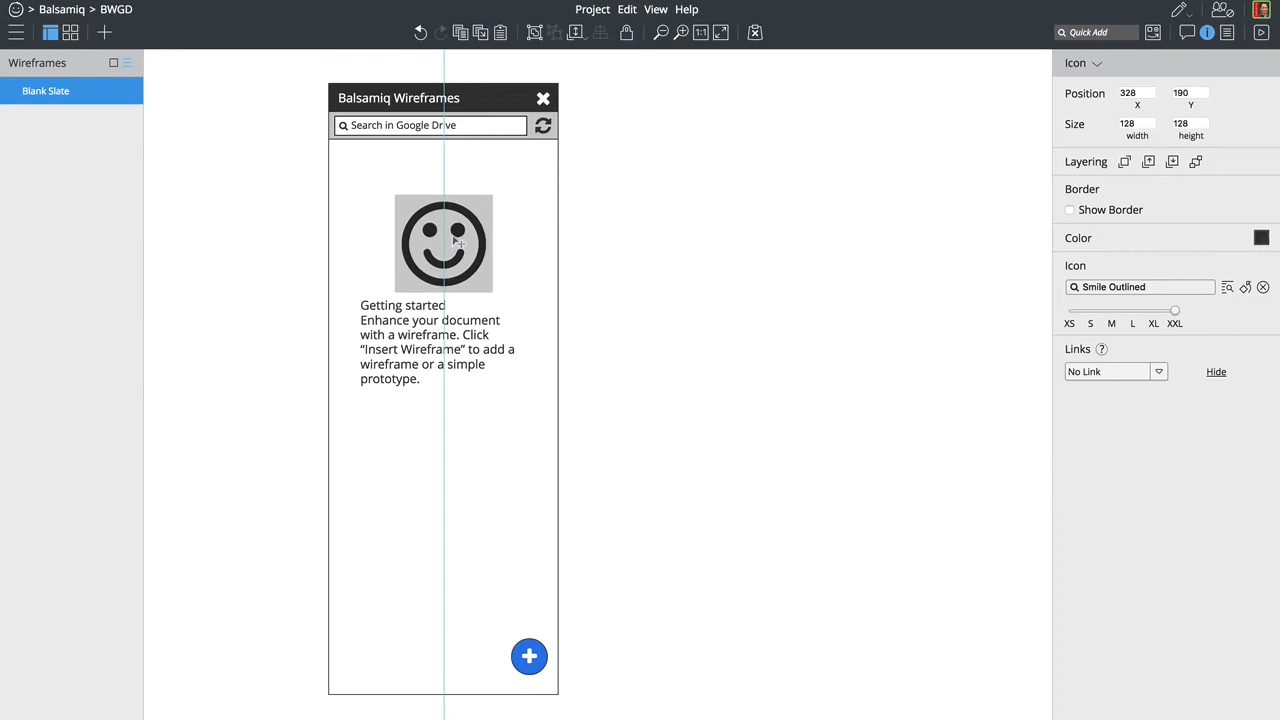 Balsamiq > BWGD
Project Edit View Help
1:1
Quick Add
Wireframes
Blank Slate
Balsamiq Wireframes
Search in Google Drive
Getting started
Enhance your document
with a wireframe. Click
“Insert Wireframe” to add a
wireframe or a simple
prototype.
Icon
Position 328 190
X Y
Size 128 128
width height
Layering
Border
Show Border
Color
Icon
Smile Outlined
XS S M L XL XXL
Links ?
No Link Hide